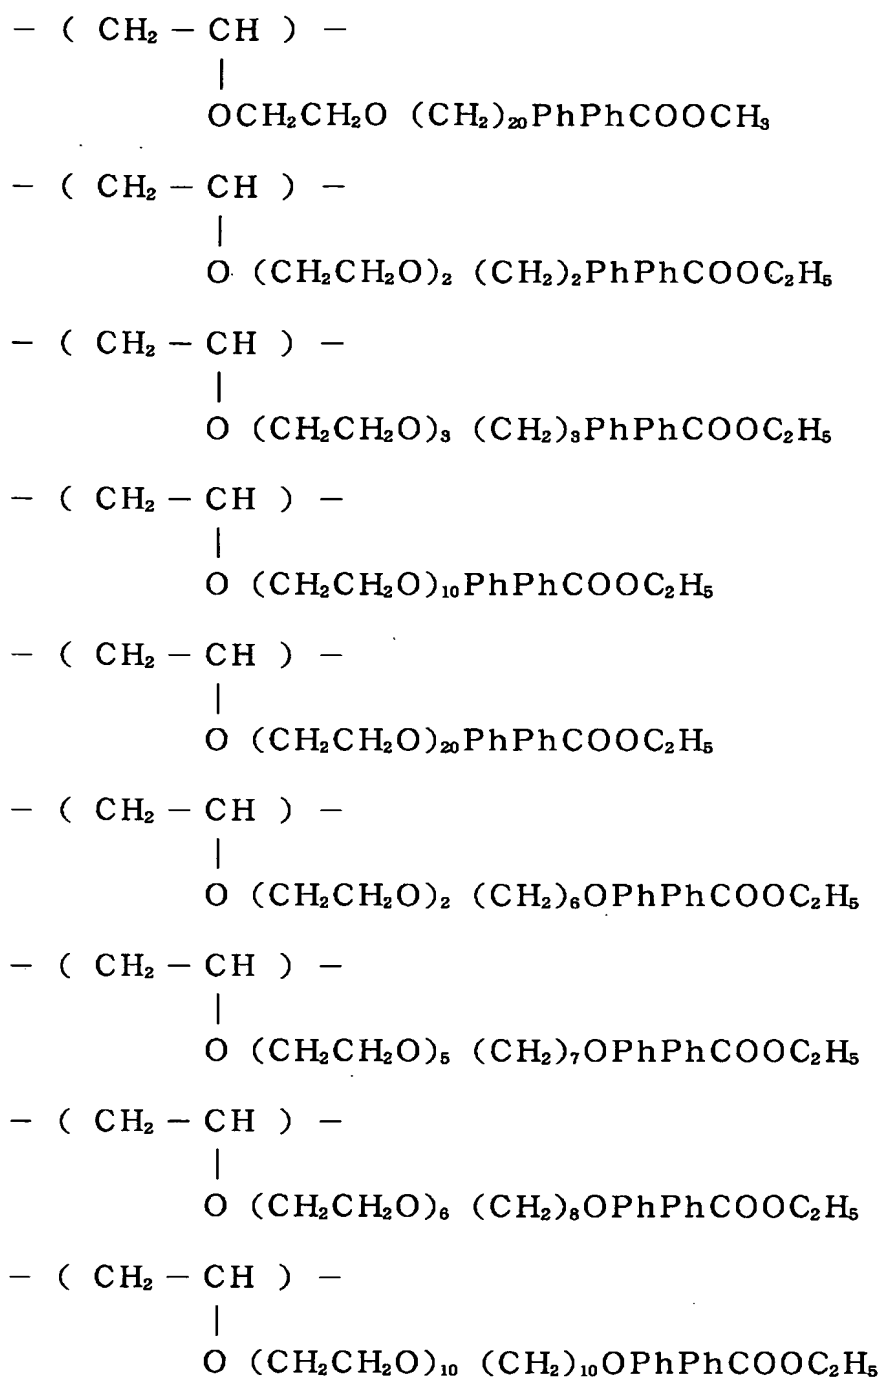 − ( CH₂ − CH ) −
|
OCH₂CH₂O (CH₂)₂₀PhPhCOOCH₃
− ( CH₂ − CH ) −
|
O (CH₂CH₂O)₂ (CH₂)₂PhPhCOOC₂H₅
− ( CH₂ − CH ) −
|
O (CH₂CH₂O)₃ (CH₂)₃PhPhCOOC₂H₅
− ( CH₂ − CH ) −
|
O (CH₂CH₂O)₁₀PhPhCOOC₂H₅
− ( CH₂ − CH ) −
|
O (CH₂CH₂O)₂₀PhPhCOOC₂H₅
− ( CH₂ − CH ) −
|
O (CH₂CH₂O)₂ (CH₂)₆OPhPhCOOC₂H₅
− ( CH₂ − CH ) −
|
O (CH₂CH₂O)₅ (CH₂)₇OPhPhCOOC₂H₅
− ( CH₂ − CH ) −
|
O (CH₂CH₂O)₆ (CH₂)₈OPhPhCOOC₂H₅
− ( CH₂ − CH ) −
|
O (CH₂CH₂O)₁₀ (CH₂)₁₀OPhPhCOOC₂H₅